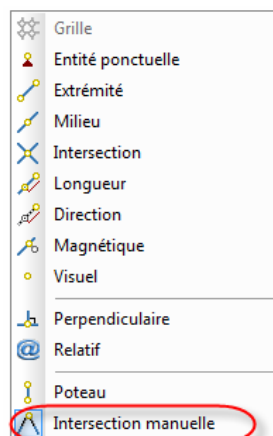 Grille
Entité ponctuelle
Extrémité
Milieu
Intersection
Longueur
Direction
Magnétique
Visuel
Perpendiculaire
Relatif
Poteau
Intersection manuelle